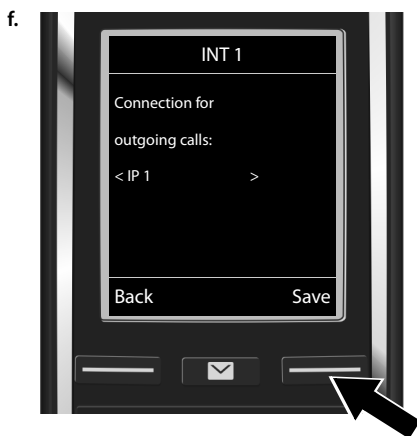 f.
INT 1
Connection for
outgoing calls:
< IP 1 >
Back Save